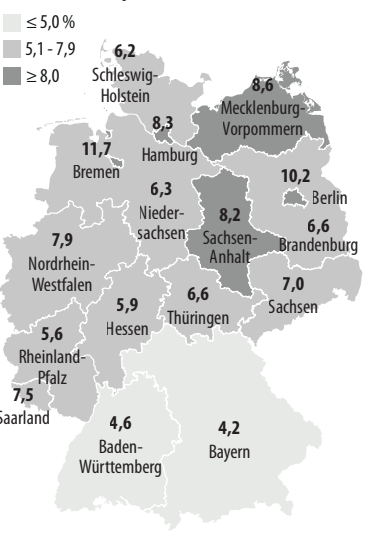 ≤ 5,0 %
5,1 - 7,9
≥ 8,0
6,2
Schleswig-
Holstein
8,6
Mecklenburg-
Vorpommern
8,3
Hamburg
11,7
Bremen
10,2
Berlin
6,3
Nieder-
sachsen
8,2
Sachsen-
Anhalt
6,6
Brandenburg
7,9
Nordrhein-
Westfalen
7,0
Sachsen
6,6
Thüringen
5,9
Hessen
5,6
Rheinland-
Pfalz
7,5
Saarland
4,6
Baden-
Württemberg
4,2
Bayern